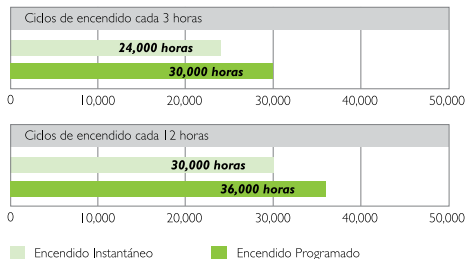 Ciclos de encendido cada 3 horas
24,000 horas
30,000 horas
0 10,000 20,000 30,000 40,000 50,000
Ciclos de encendido cada 12 horas
30,000 horas
36,000 horas
0 10,000 20,000 30,000 40,000 50,000
Encendido Instantáneo Encendido Programado